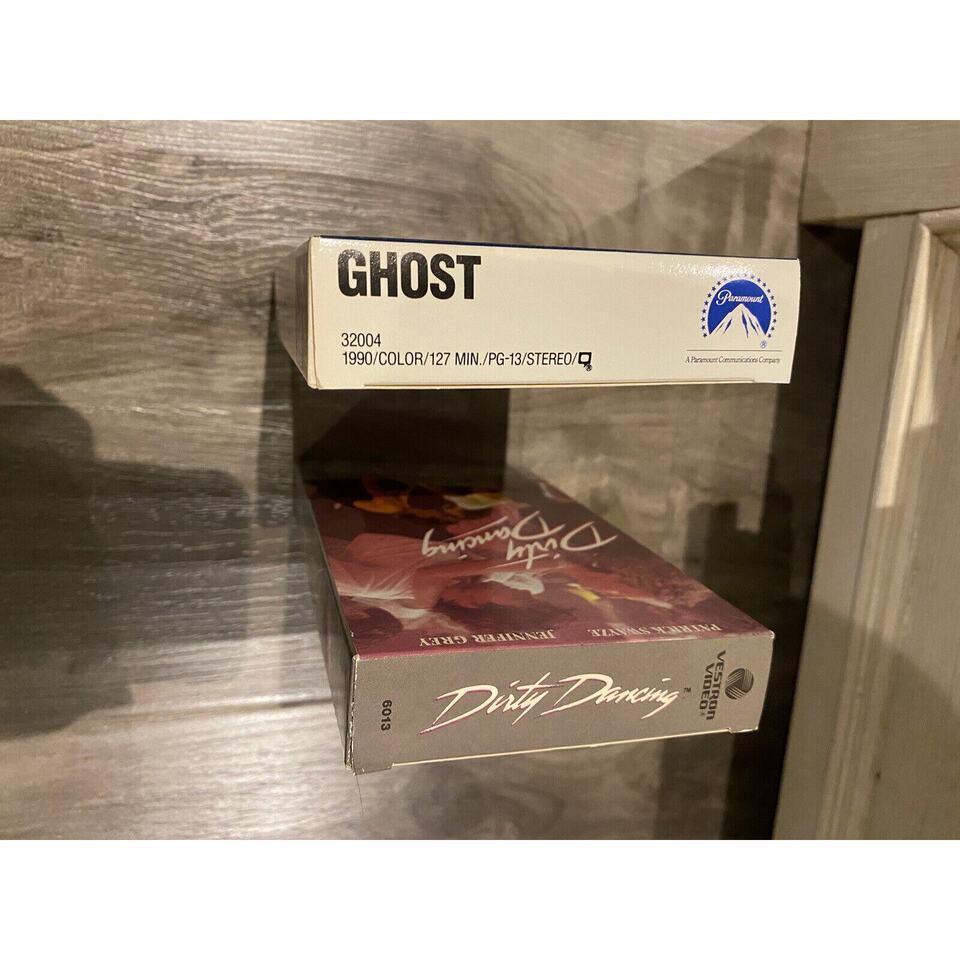 GHOST
32004
1990/COLOR/127 MIN./PG-13/STEREO/
Paramount
®
A Paramount Communications Company
Dirty
Dancing
PATRICK SWAYZE
JENNIFER GREY
6013
Dirty Dancing™
VESTRON
VIDEO®